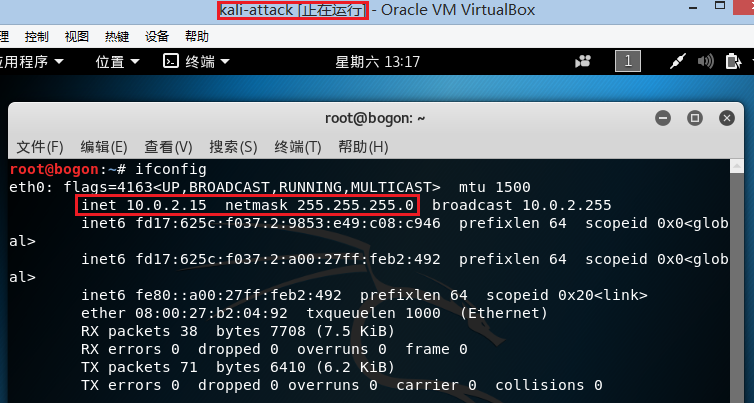 kali-attack [正在运行] - Oracle VM VirtualBox
控制 视图 热键 设备 帮助
应用程序 位置 终端 星期六 13:17 1
root@bogon: ~
文件(F) 编辑(E) 查看(V) 搜索(S) 终端(T) 帮助(H)
root@bogon:~# ifconfig
eth0: flags=4163<UP,BROADCAST,RUNNING,MULTICAST>  mtu 1500
inet 10.0.2.15  netmask 255.255.255.0  broadcast 10.0.2.255
inet6 fd17:625c:f037:2:9853:e49:c08:c946  prefixlen 64  scopeid 0x0<glob
al>
inet6 fd17:625c:f037:2:a00:27ff:feb2:492  prefixlen 64  scopeid 0x0<glob
al>
inet6 fe80::a00:27ff:feb2:492  prefixlen 64  scopeid 0x20<link>
ether 08:00:27:b2:04:92  txqueuelen 1000  (Ethernet)
RX packets 38  bytes 7708 (7.5 KiB)
RX errors 0  dropped 0  overruns 0  frame 0
TX packets 71  bytes 6410 (6.2 KiB)
TX errors 0  dropped 0 overruns 0  carrier 0  collisions 0